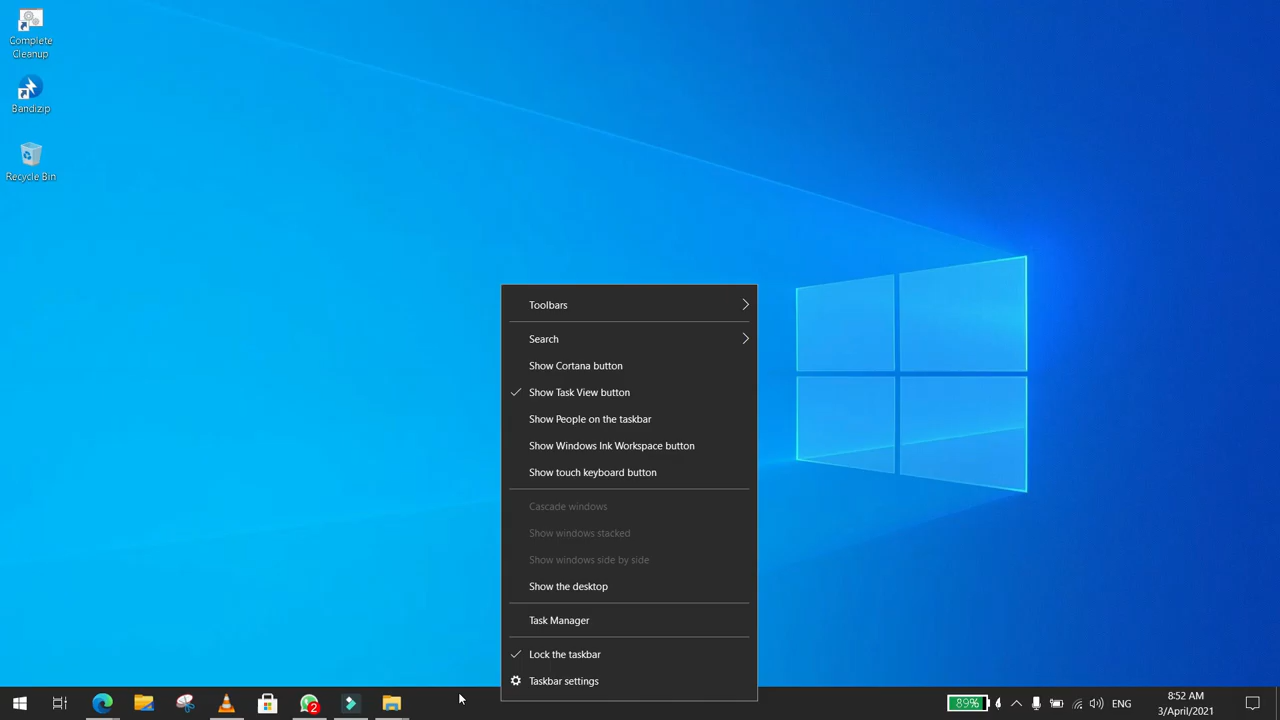 Complete
Cleanup
Bandizip
Recycle Bin
Toolbars
Search
Show Cortana button
Show Task View button
Show People on the taskbar
Show Windows Ink Workspace button
Show touch keyboard button
Cascade windows
Show windows stacked
Show windows side by side
Show the desktop
Task Manager
Lock the taskbar
Taskbar settings
2
89%
ENG
8:52 AM
3/April/2021